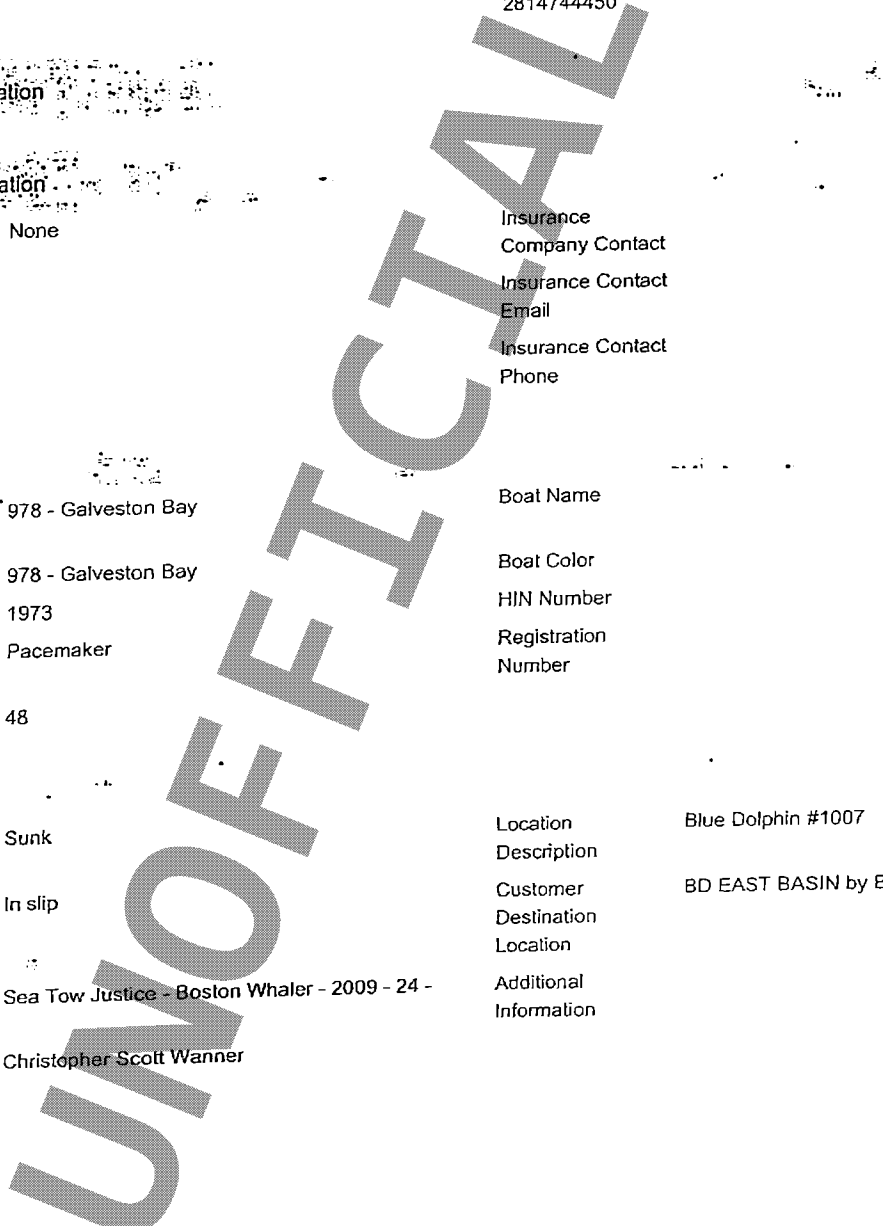 2814744450
ation
ation
None
Insurance
Company Contact
Insurance Contact
Email
Insurance Contact
Phone
978 - Galveston Bay
Boat Name
978 - Galveston Bay
Boat Color
1973
HIN Number
Pacemaker
Registration
Number
48
Sunk
Location
Description
Blue Dolphin #1007
In slip
Customer
Destination
Location
BD EAST BASIN by B
Sea Tow Justice - Boston Whaler - 2009 - 24 -
Additional
Information
Christopher Scott Wanner
UNOFFICIAL